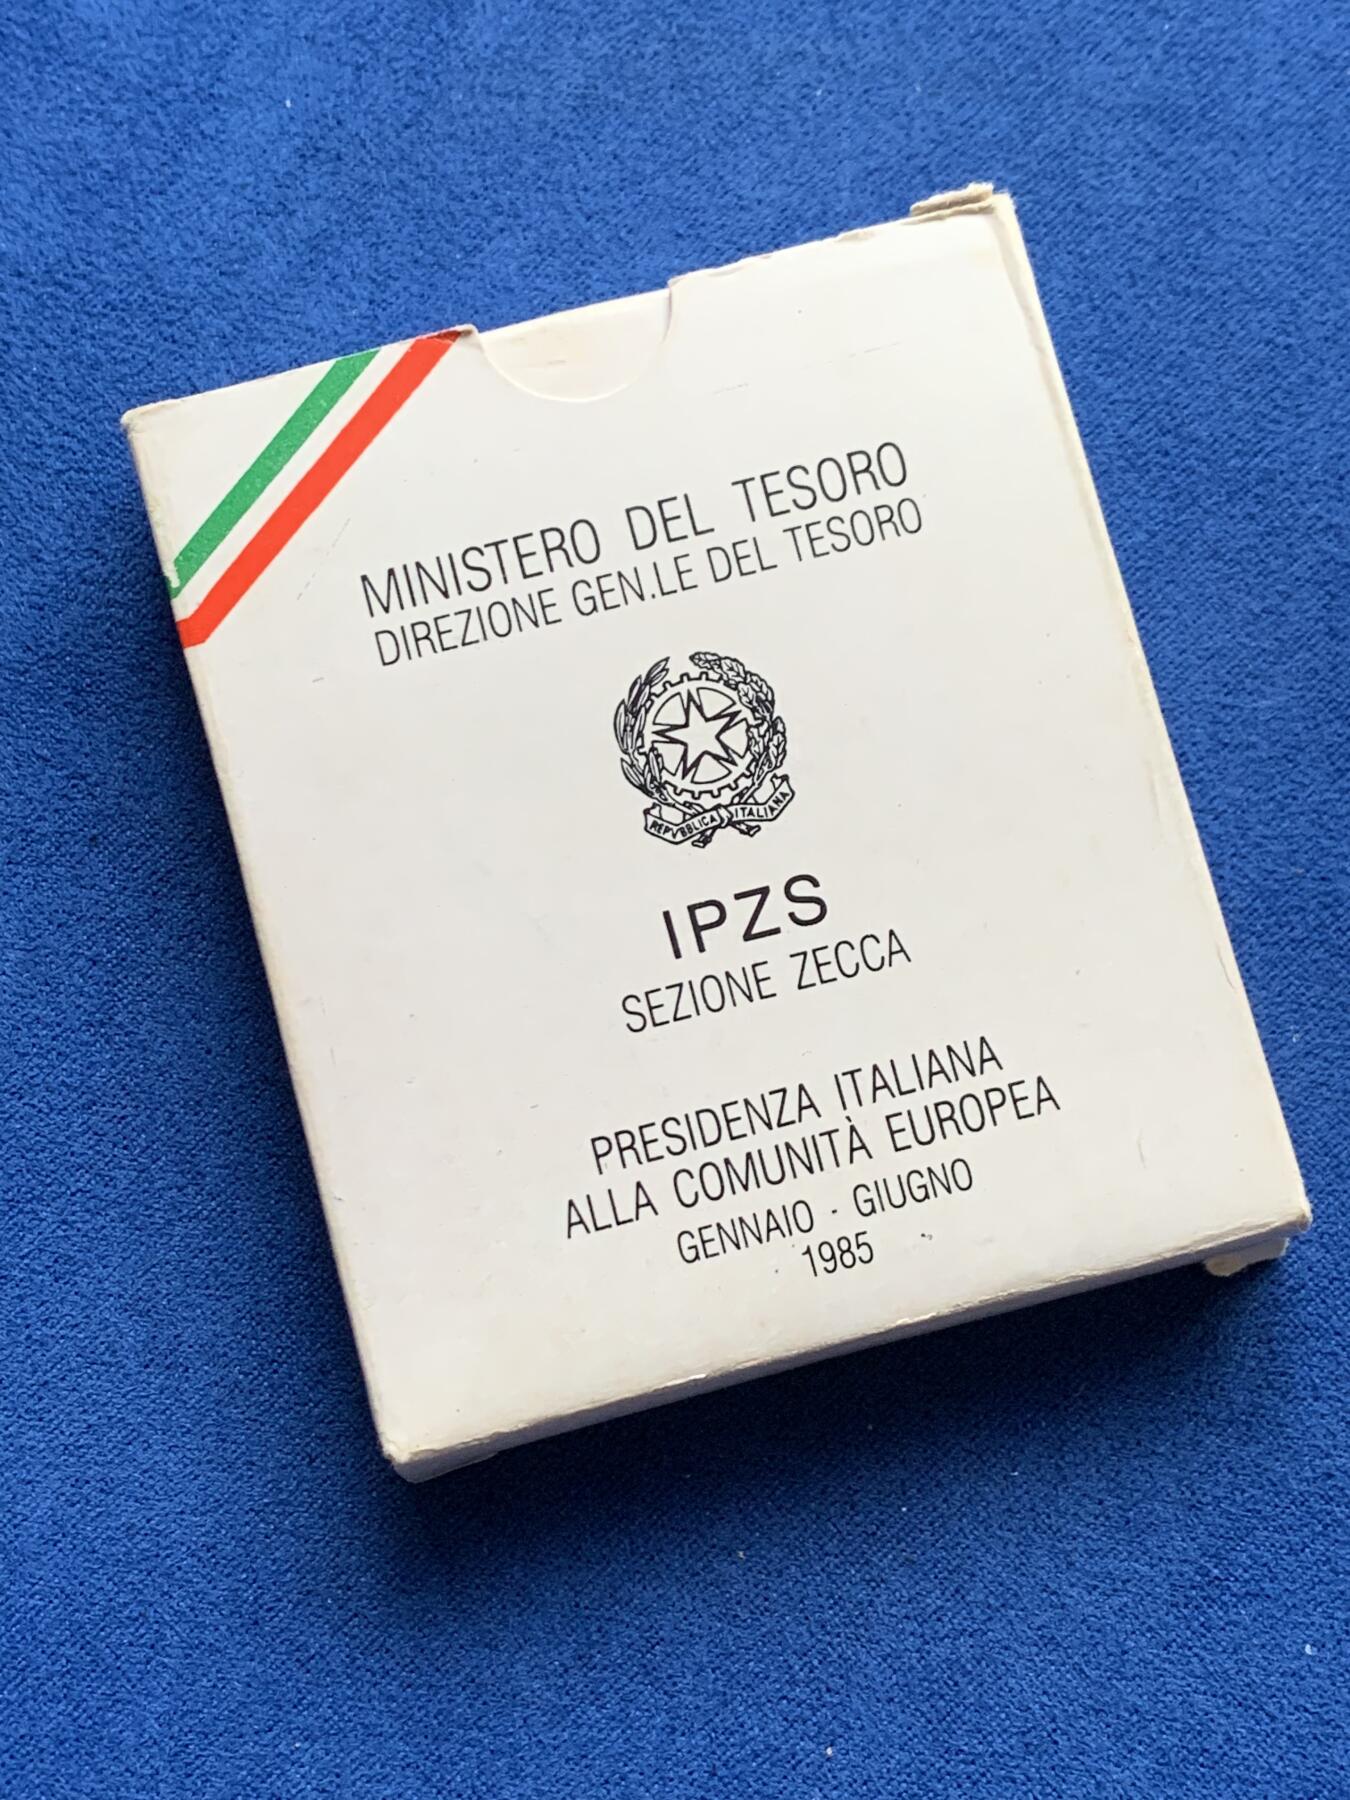 MINISTERO DEL TESORO
DIREZIONE GEN.LE DEL TESORO
REPVBBLICA ITALIANA
IPZS
SEZIONE ZECCA
PRESIDENZA ITALIANA
ALLA COMUNITÀ EUROPEA
GENNAIO - GIUGNO
1985